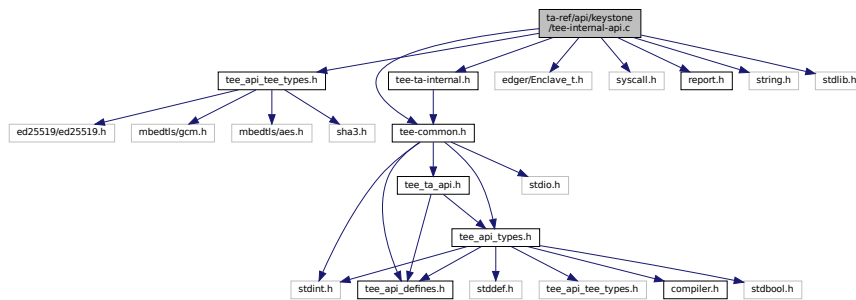 ta-ref/api/keystone
/tee-internal-api.c
tee_api_tee_types.h
tee-ta-internal.h
edger/Enclave_t.h
syscall.h
report.h
string.h
stdlib.h
ed25519/ed25519.h
mbedtls/gcm.h
mbedtls/aes.h
sha3.h
tee-common.h
tee_ta_api.h
stdio.h
tee_api_types.h
stdint.h
tee_api_defines.h
stddef.h
tee_api_tee_types.h
compiler.h
stdbool.h